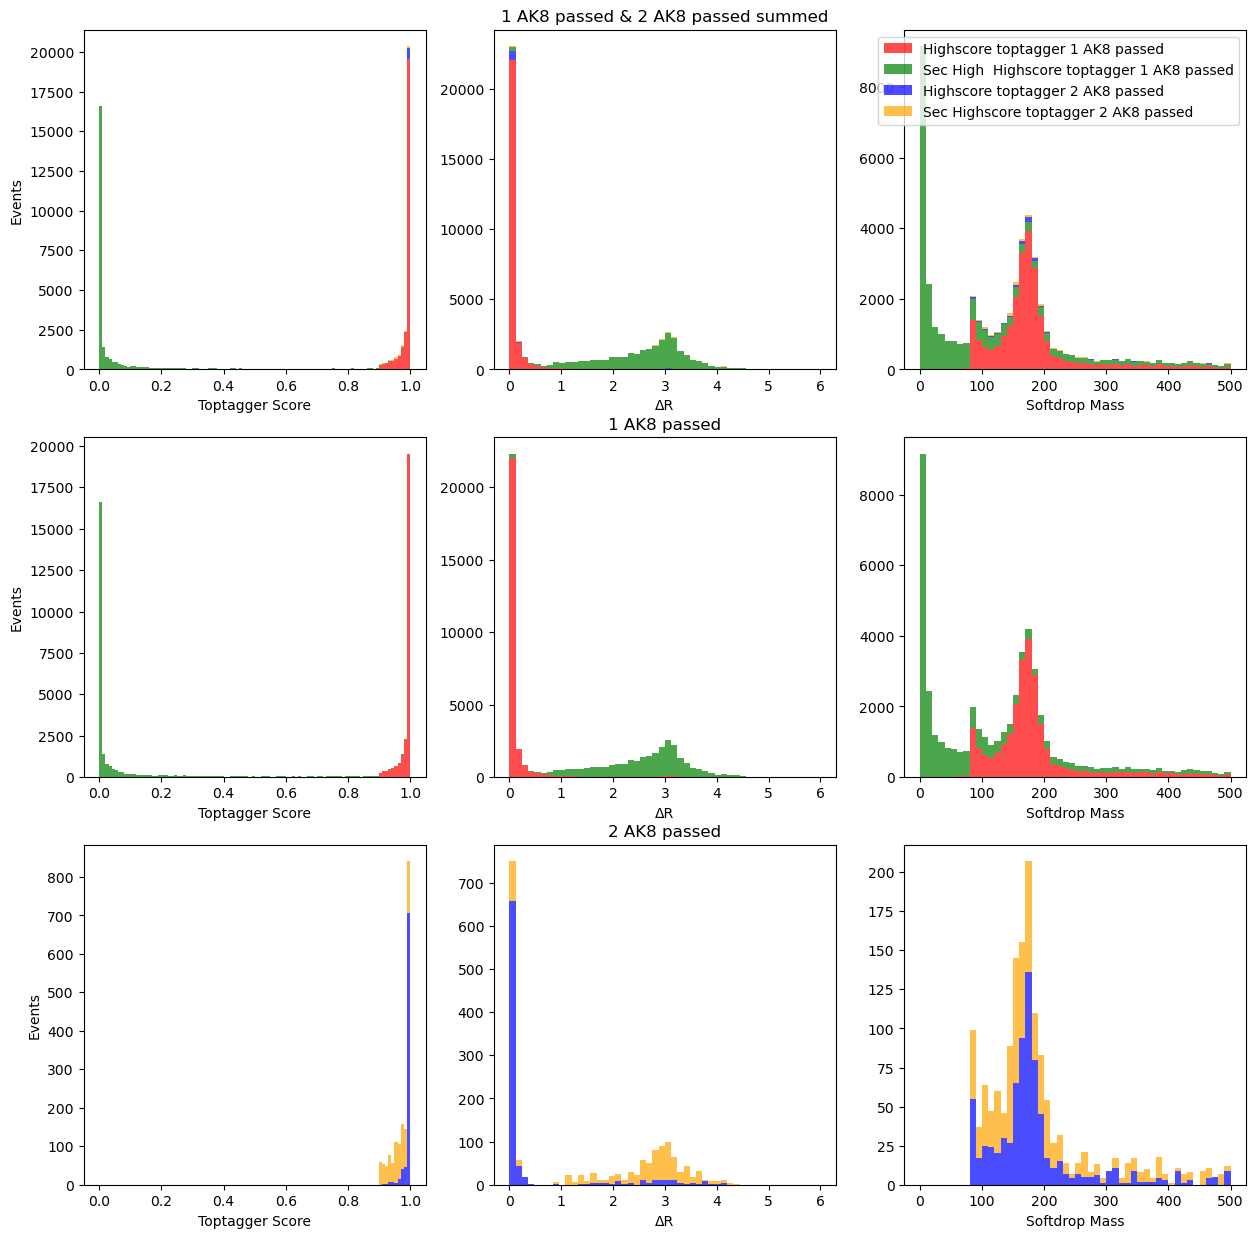 1 AK8 passed & 2 AK8 passed summed
20000
17500
15000
12500
10000
7500
5000
2500
0
Events
0.0 0.2 0.4 0.6 0.8 1.0
Toptagger Score
20000
15000
10000
5000
0
0 1 2 3 4 5 6
ΔR
Highscore toptagger 1 AK8 passed
Sec High  Highscore toptagger 1 AK8 passed
Highscore toptagger 2 AK8 passed
Sec Highscore toptagger 2 AK8 passed
8000
6000
4000
2000
0
0 100 200 300 400 500
Softdrop Mass
1 AK8 passed
20000
17500
15000
12500
10000
7500
5000
2500
0
Events
0.0 0.2 0.4 0.6 0.8 1.0
Toptagger Score
20000
15000
10000
5000
0
0 1 2 3 4 5 6
ΔR
8000
6000
4000
2000
0
0 100 200 300 400 500
Softdrop Mass
2 AK8 passed
800
700
600
500
400
300
200
100
0
Events
0.0 0.2 0.4 0.6 0.8 1.0
Toptagger Score
700
600
500
400
300
200
100
0
0 1 2 3 4 5 6
ΔR
200
175
150
125
100
75
50
25
0
0 100 200 300 400 500
Softdrop Mass